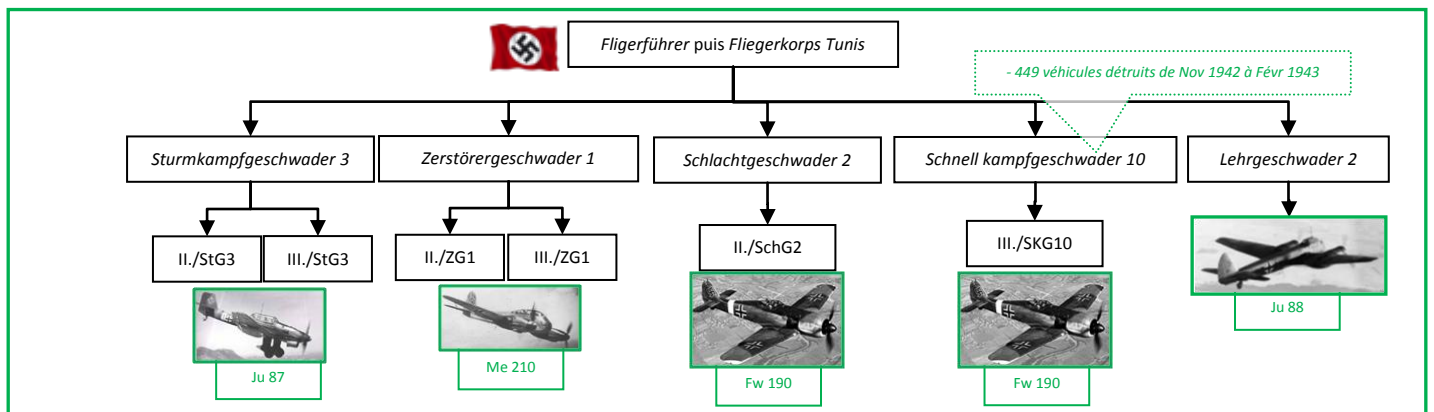 Fligerführer puis Fliegerkorps Tunis
- 449 véhicules détruits de Nov 1942 à Févr 1943
Sturmkampfgeschwader 3
Zerstörergeschwader 1
Schlachtgeschwader 2
Schnell kampfgeschwader 10
Lehrgeschwader 2
II./StG3
III./StG3
II./ZG1
III./ZG1
II./SchG2
III./SKG10
Ju 87
Me 210
Fw 190
Fw 190
Ju 88